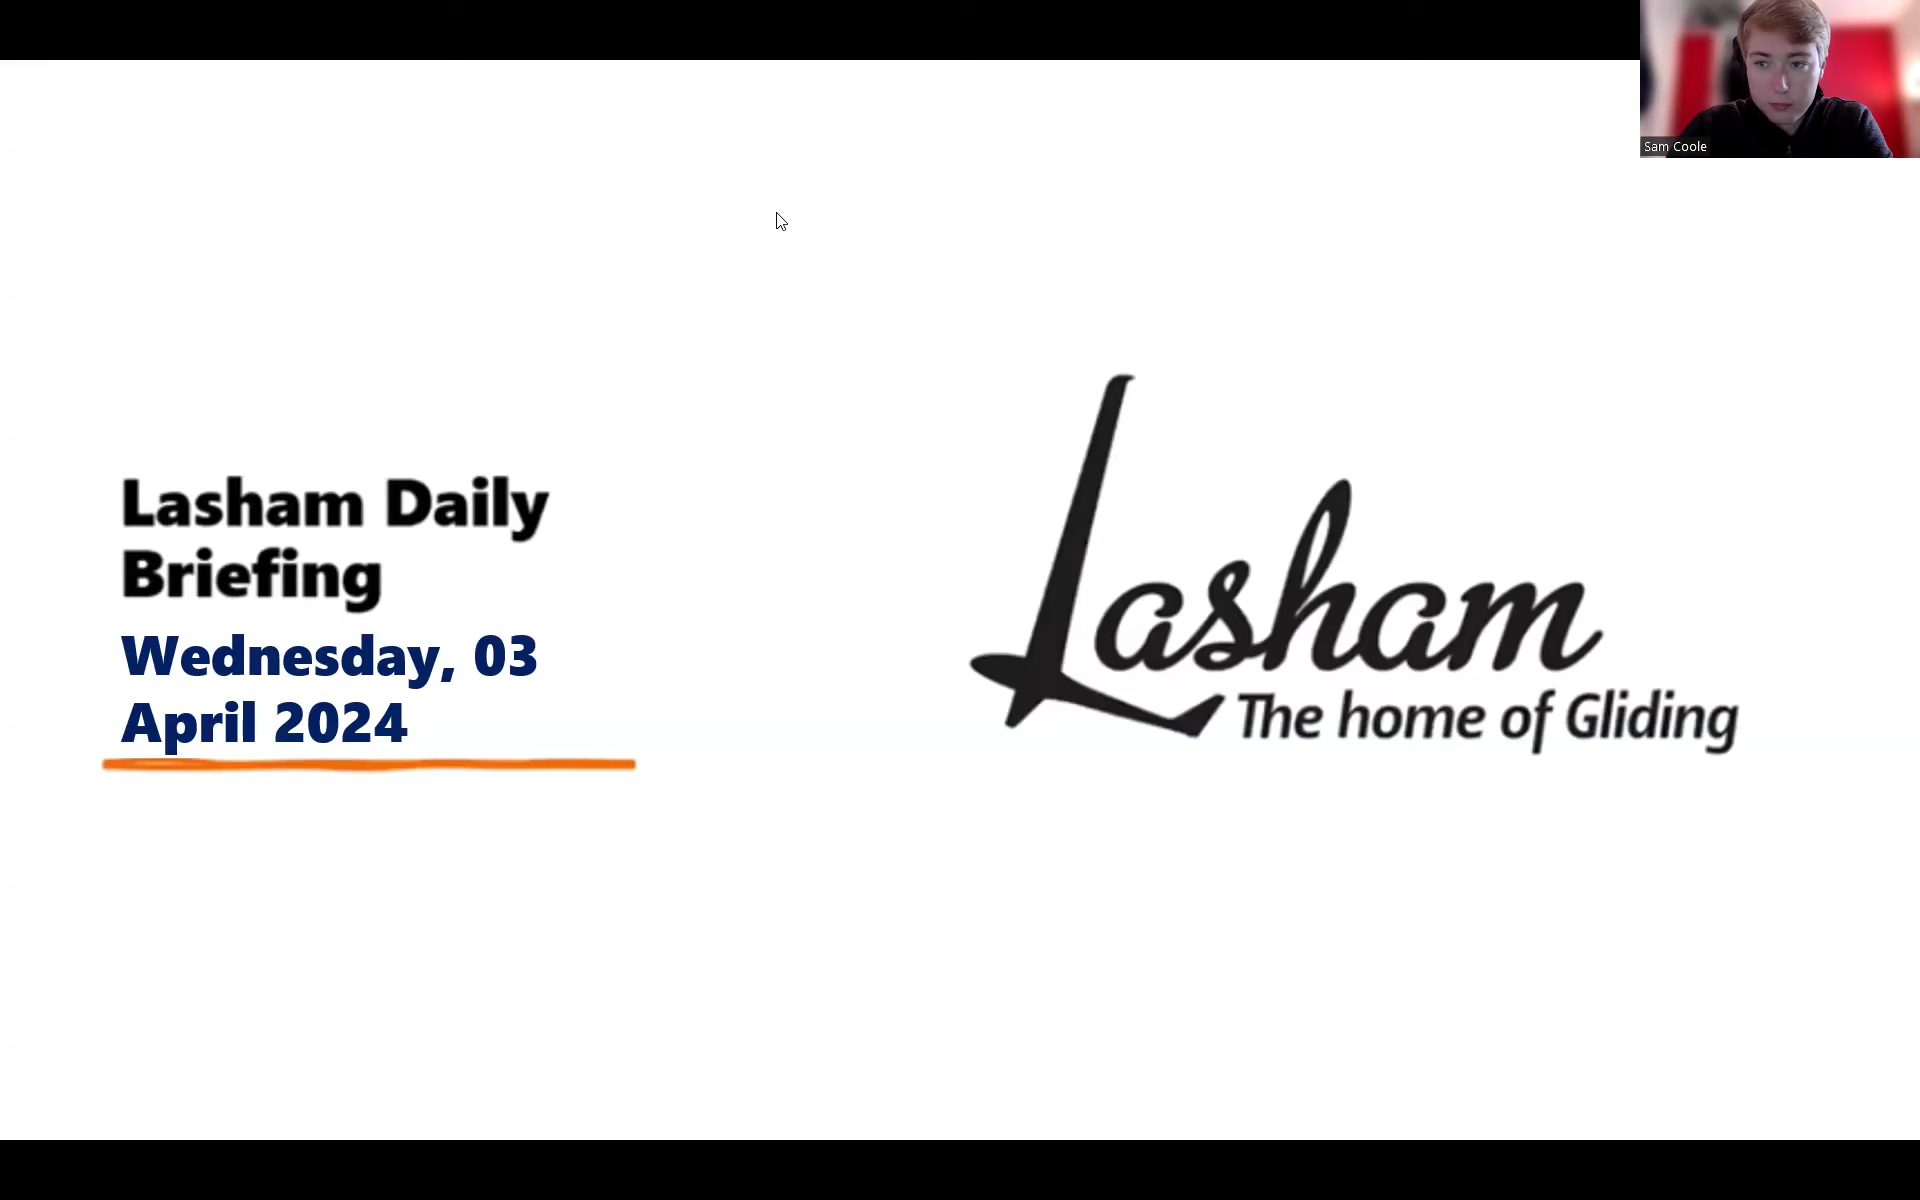 Sam Coole
Lasham Daily
Briefing
Wednesday, 03
April 2024
Lasham
The home of Gliding